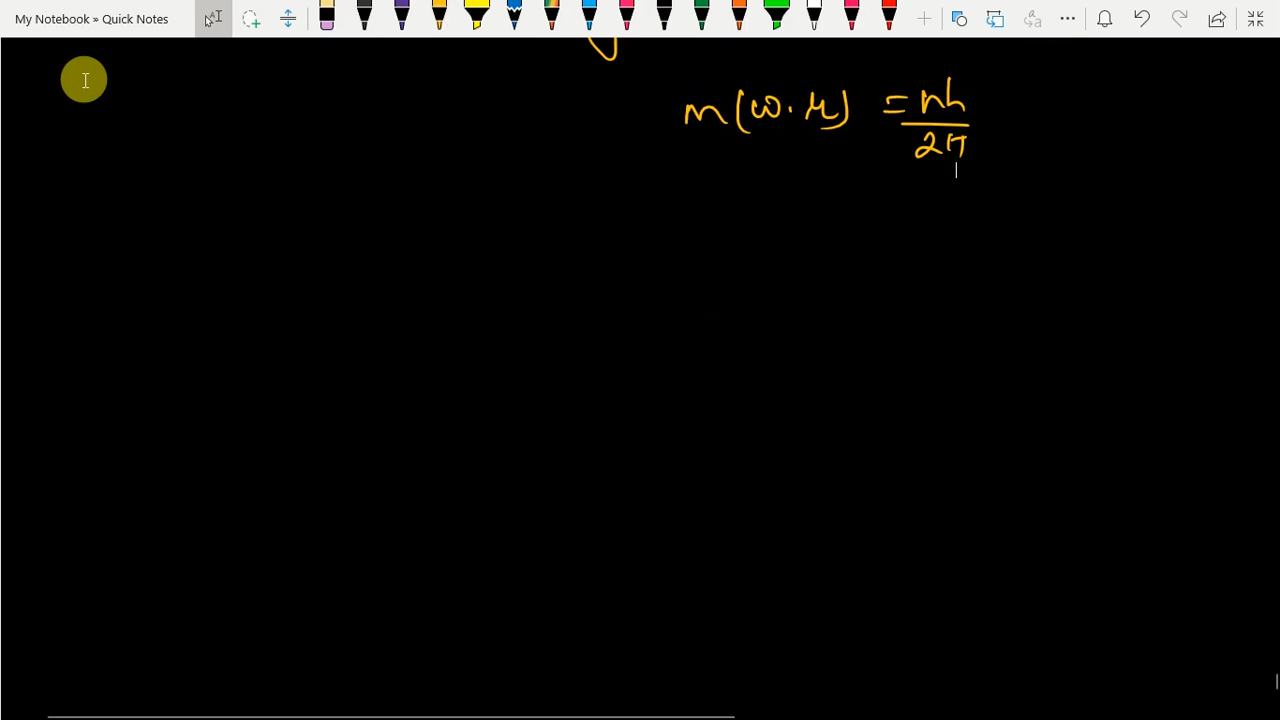 My Notebook » Quick Notes
m(ω.r) = nh/2π